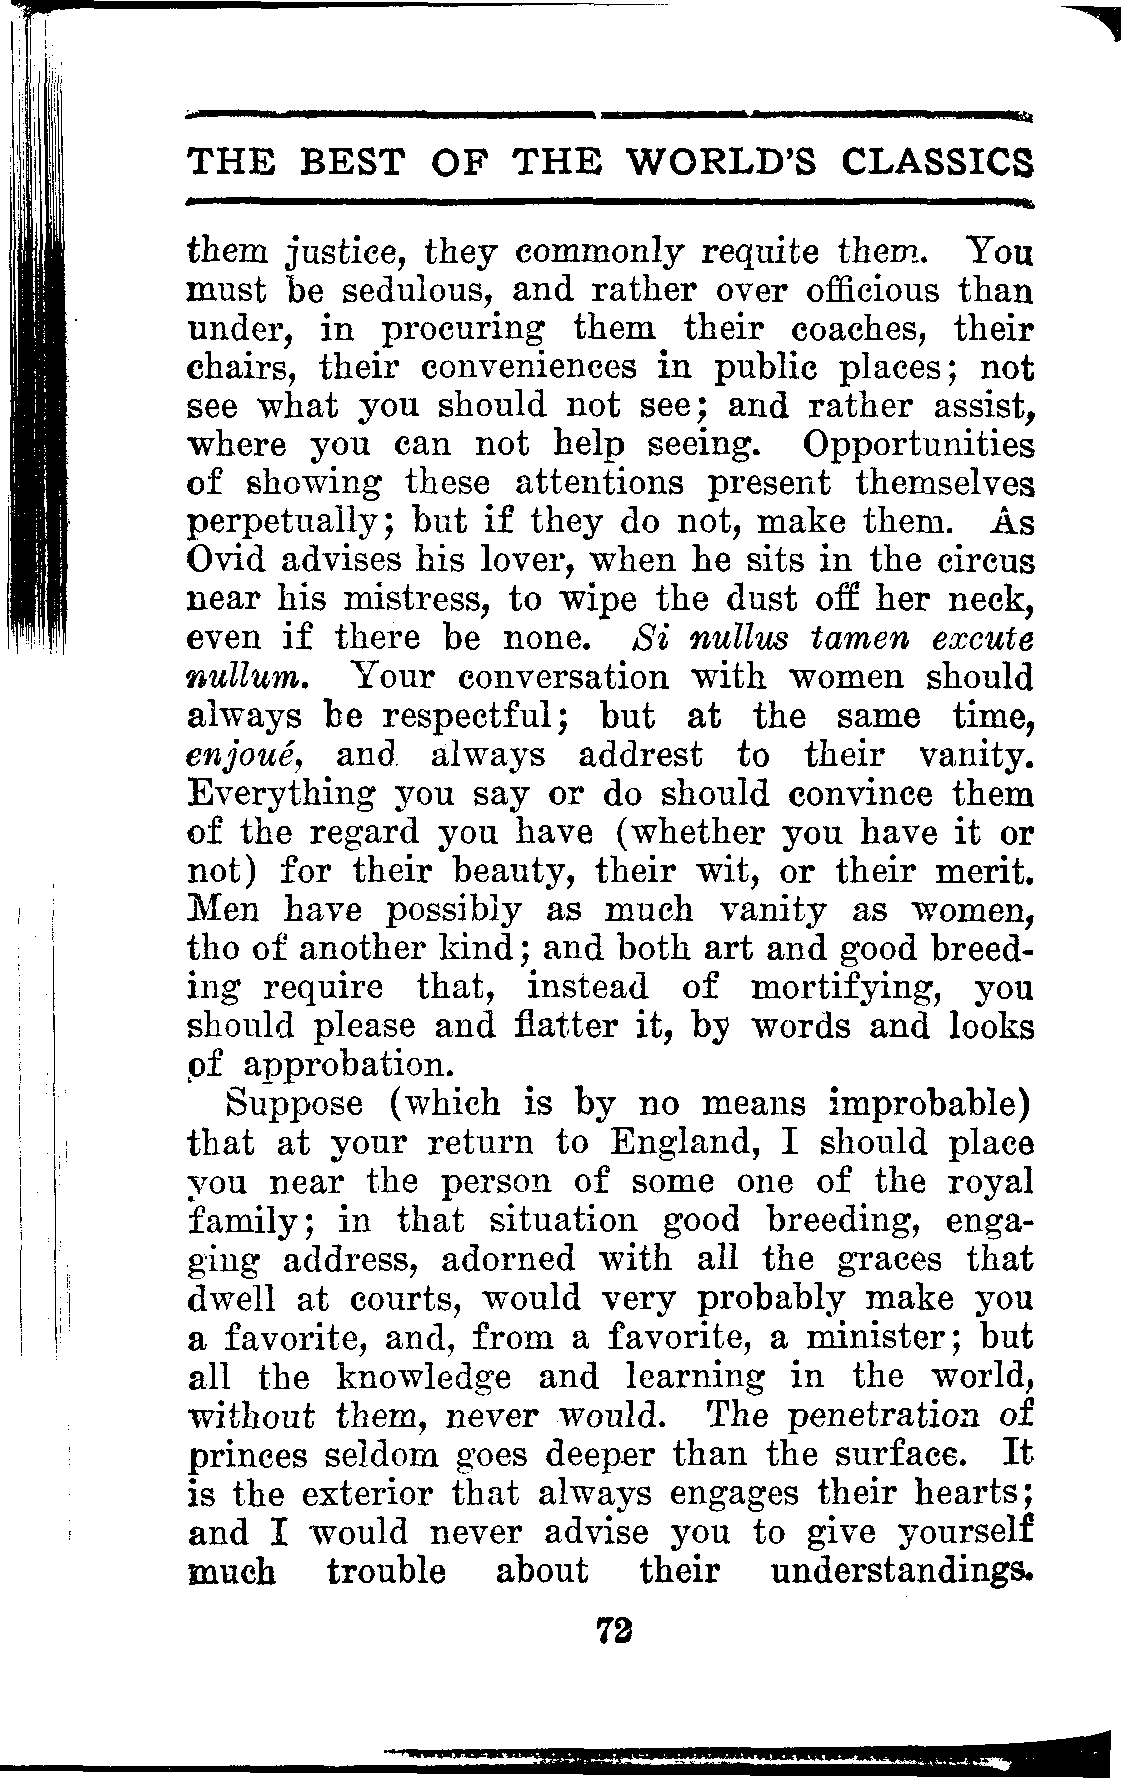 THE BEST OF THE WORLD'S CLASSICS
them justice, they commonly requite them. You
must be sedulous, and rather over officious than
under, in procuring them their coaches, their
chairs, their conveniences in public places; not
see what you should not see; and rather assist,
where you can not help seeing. Opportunities
of showing these attentions present themselves
perpetually; but if they do not, make them. As
Ovid advises his lover, when he sits in the circus
near his mistress, to wipe the dust off her neck,
even if there be none. Si nullus tamen excute
nullum. Your conversation with women should
always be respectful; but at the same time,
enjoué, and always addrest to their vanity.
Everything you say or do should convince them
of the regard you have (whether you have it or
not) for their beauty, their wit, or their merit.
Men have possibly as much vanity as women,
tho of another kind; and both art and good breed-
ing require that, instead of mortifying, you
should please and flatter it, by words and looks
of approbation.
Suppose (which is by no means improbable)
that at your return to England, I should place
you near the person of some one of the royal
family; in that situation good breeding, enga-
ging address, adorned with all the graces that
dwell at courts, would very probably make you
a favorite, and, from a favorite, a minister; but
all the knowledge and learning in the world,
without them, never would. The penetration of
princes seldom goes deeper than the surface. It
is the exterior that always engages their hearts;
and I would never advise you to give yourself
much trouble about their understandings.
72